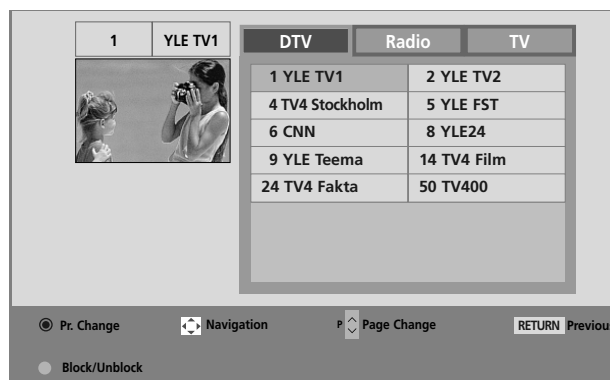 1 YLE TV1
DTV Radio TV
1 YLE TV1 2 YLE TV2
4 TV4 Stockholm 5 YLE FST
6 CNN 8 YLE24
9 YLE Teema 14 TV4 Film
24 TV4 Fakta 50 TV400
Pr. Change Navigation P Page Change RETURN Previou
Block/Unblock